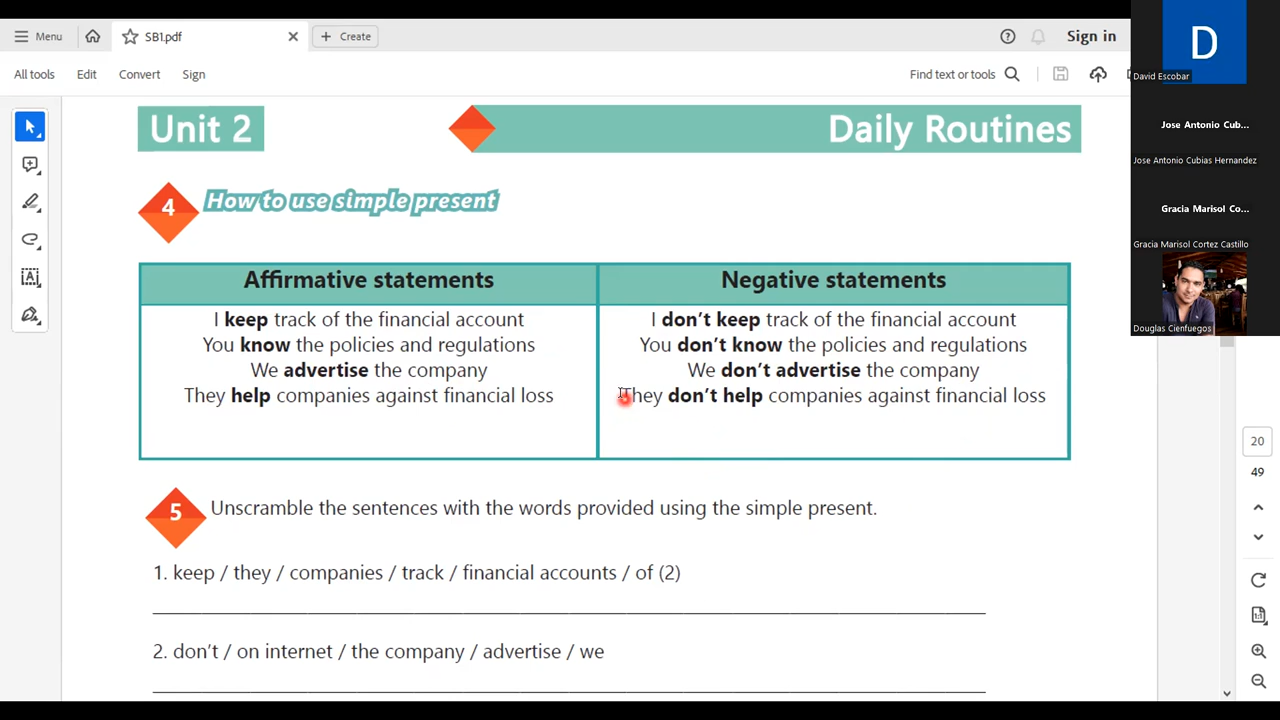 Menu
SB1.pdf
Create
Sign in
All tools
Edit
Convert
Sign
Find text or tools
Unit 2
Daily Routines
4
How to use simple present
Affirmative statements
Negative statements
I keep track of the financial account
You know the policies and regulations
We advertise the company
They help companies against financial loss
I don't keep track of the financial account
You don't know the policies and regulations
We don't advertise the company
They don't help companies against financial loss
5
Unscramble the sentences with the words provided using the simple present.
1. keep / they / companies / track / financial accounts / of (2)
2. don't / on internet / the company / advertise / we
20
49
D
David Escobar
Jose Antonio Cub...
Jose Antonio Cubias Hernandez
Gracia Marisol Co...
Gracia Marisol Cortez Castillo
Douglas Cienfuegos